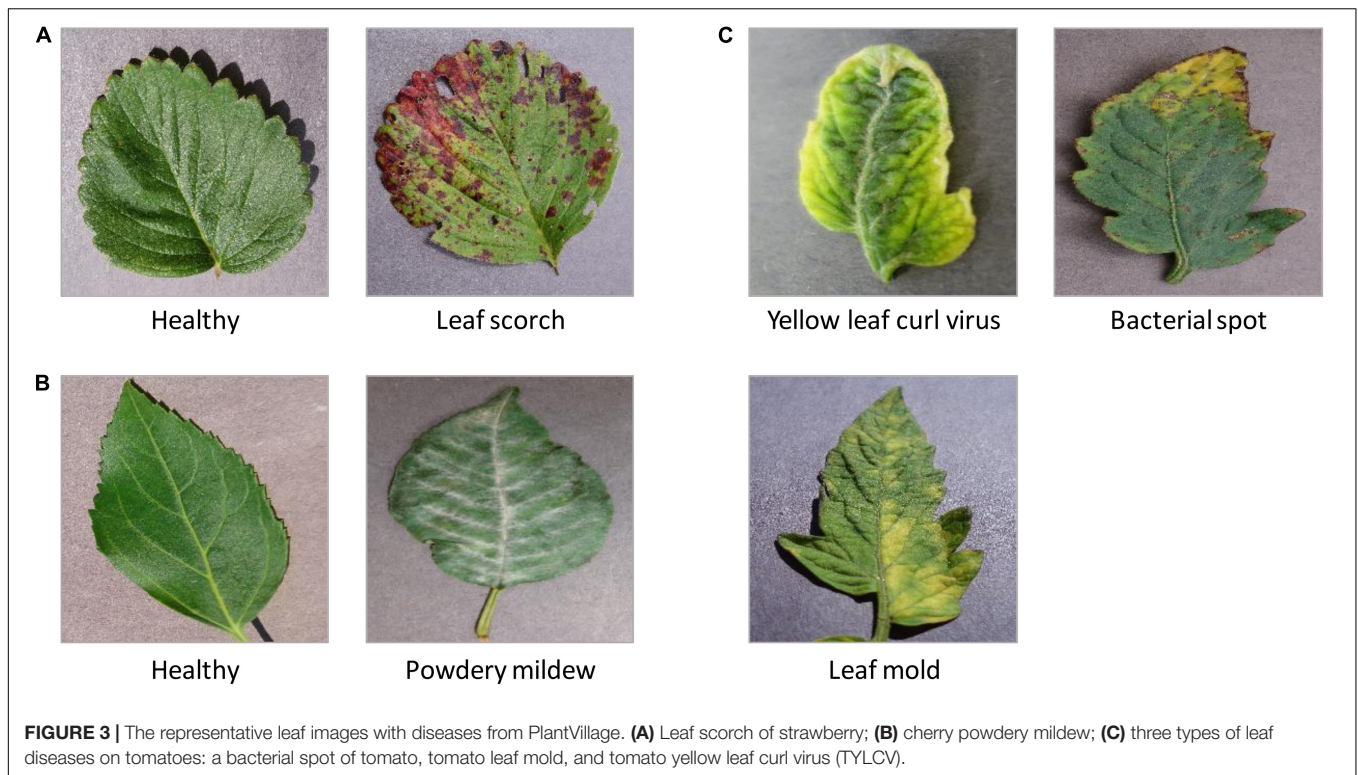 A
C
Healthy
Leaf scorch
Yellow leaf curl virus
Bacterial spot
B
Healthy
Powdery mildew
Leaf mold
FIGURE 3 | The representative leaf images with diseases from PlantVillage. (A) Leaf scorch of strawberry; (B) cherry powdery mildew; (C) three types of leaf
diseases on tomatoes: a bacterial spot of tomato, tomato leaf mold, and tomato yellow leaf curl virus (TYLCV).